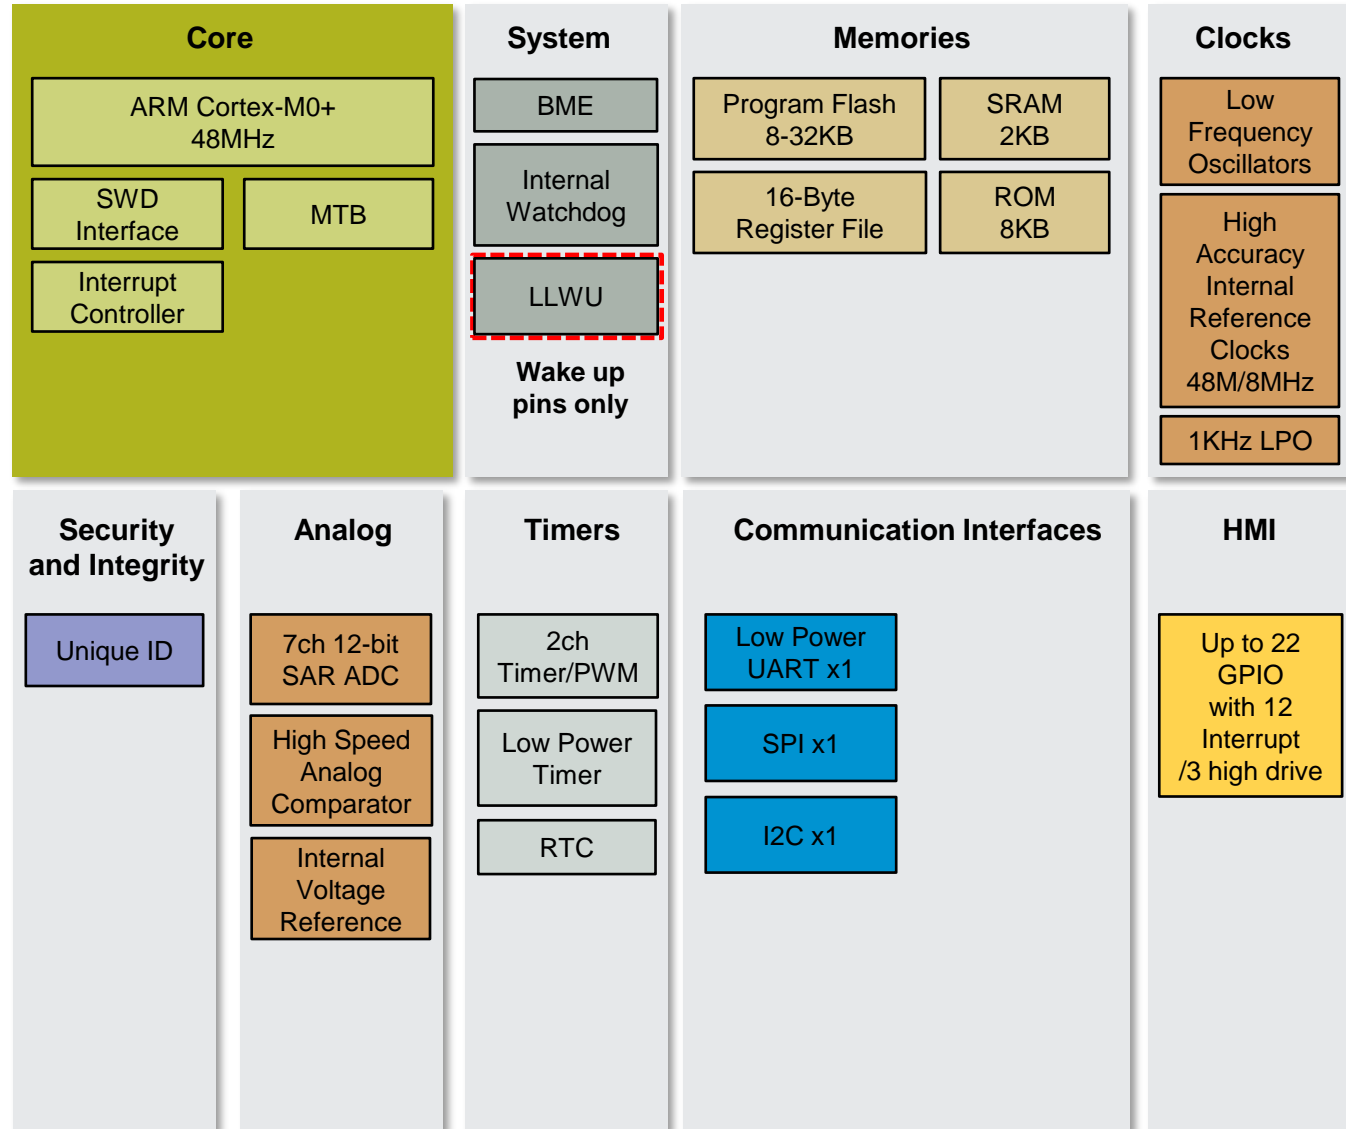 Core
ARM Cortex-M0+
48MHz
SWD
Interface
MTB
Interrupt
Controller
System
BME
Internal
Watchdog
LLWU
Wake up
pins only
Memories
Program Flash
8-32KB
SRAM
2KB
16-Byte
Register File
ROM
8KB
Clocks
Low
Frequency
Oscillators
High
Accuracy
Internal
Reference
Clocks
48M/8MHz
1KHz LPO
Security
and Integrity
Unique ID
Analog
7ch 12-bit
SAR ADC
High Speed
Analog
Comparator
Internal
Voltage
Reference
Timers
2ch
Timer/PWM
Low Power
Timer
RTC
Communication Interfaces
Low Power
UART x1
SPI x1
I2C x1
HMI
Up to 22
GPIO
with 12
Interrupt
/3 high drive